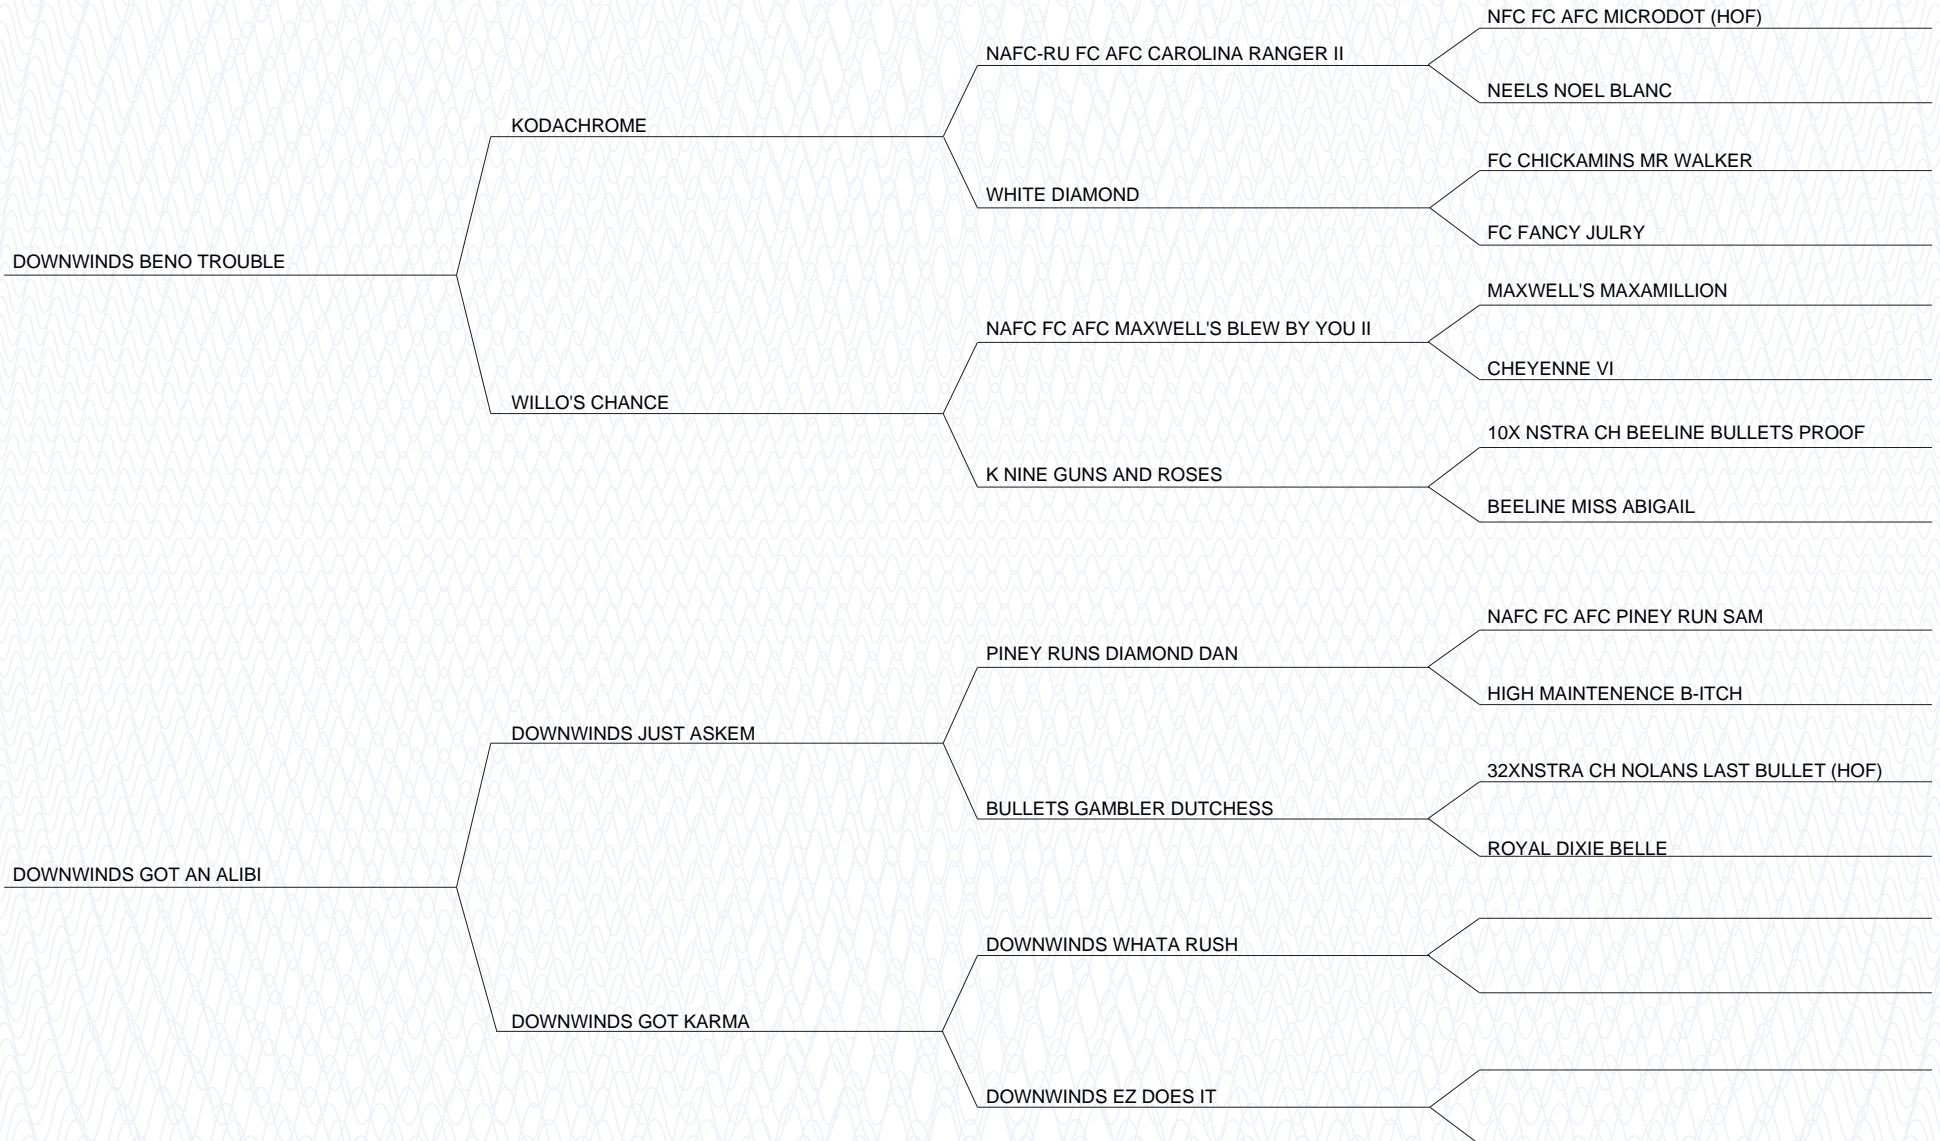 NFC FC AFC MICRODOT (HOF)
NAFC-RU FC AFC CAROLINA RANGER II
NEELS NOEL BLANC
KODACHROME
FC CHICKAMINS MR WALKER
WHITE DIAMOND
FC FANCY JULRY
DOWNWINDS BENO TROUBLE
MAXWELL'S MAXAMILLION
NAFC FC AFC MAXWELL'S BLEW BY YOU II
CHEYENNE VI
WILLO'S CHANCE
10X NSTRA CH BEELINE BULLETS PROOF
K NINE GUNS AND ROSES
BEELINE MISS ABIGAIL
NAFC FC AFC PINEY RUN SAM
PINEY RUNS DIAMOND DAN
HIGH MAINTENENCE B-ITCH
DOWNWINDS JUST ASKEM
32XNSTRA CH NOLANS LAST BULLET (HOF)
BULLETS GAMBLER DUTCHESS
ROYAL DIXIE BELLE
DOWNWINDS GOT AN ALIBI
DOWNWINDS WHATA RUSH
DOWNWINDS GOT KARMA
DOWNWINDS EZ DOES IT